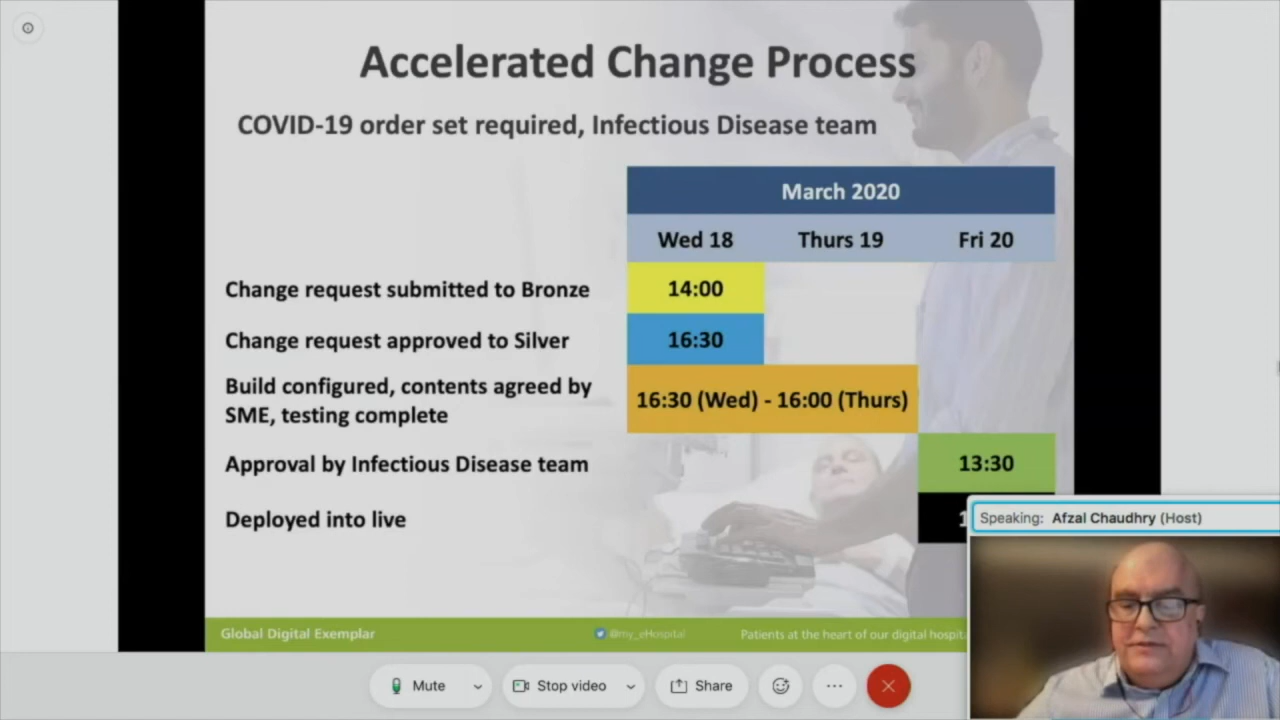 Accelerated Change Process
COVID-19 order set required, Infectious Disease team
March 2020
Wed 18 Thurs 19 Fri 20
Change request submitted to Bronze 14:00
Change request approved to Silver 16:30
Build configured, contents agreed by
SME, testing complete
16:30 (Wed) - 16:00 (Thurs)
Approval by Infectious Disease team 13:30
Deployed into live
Speaking: Afzal Chaudhry (Host)
Global Digital Exemplar @my_eHospital Patients at the heart of our digital
Mute Stop video Share